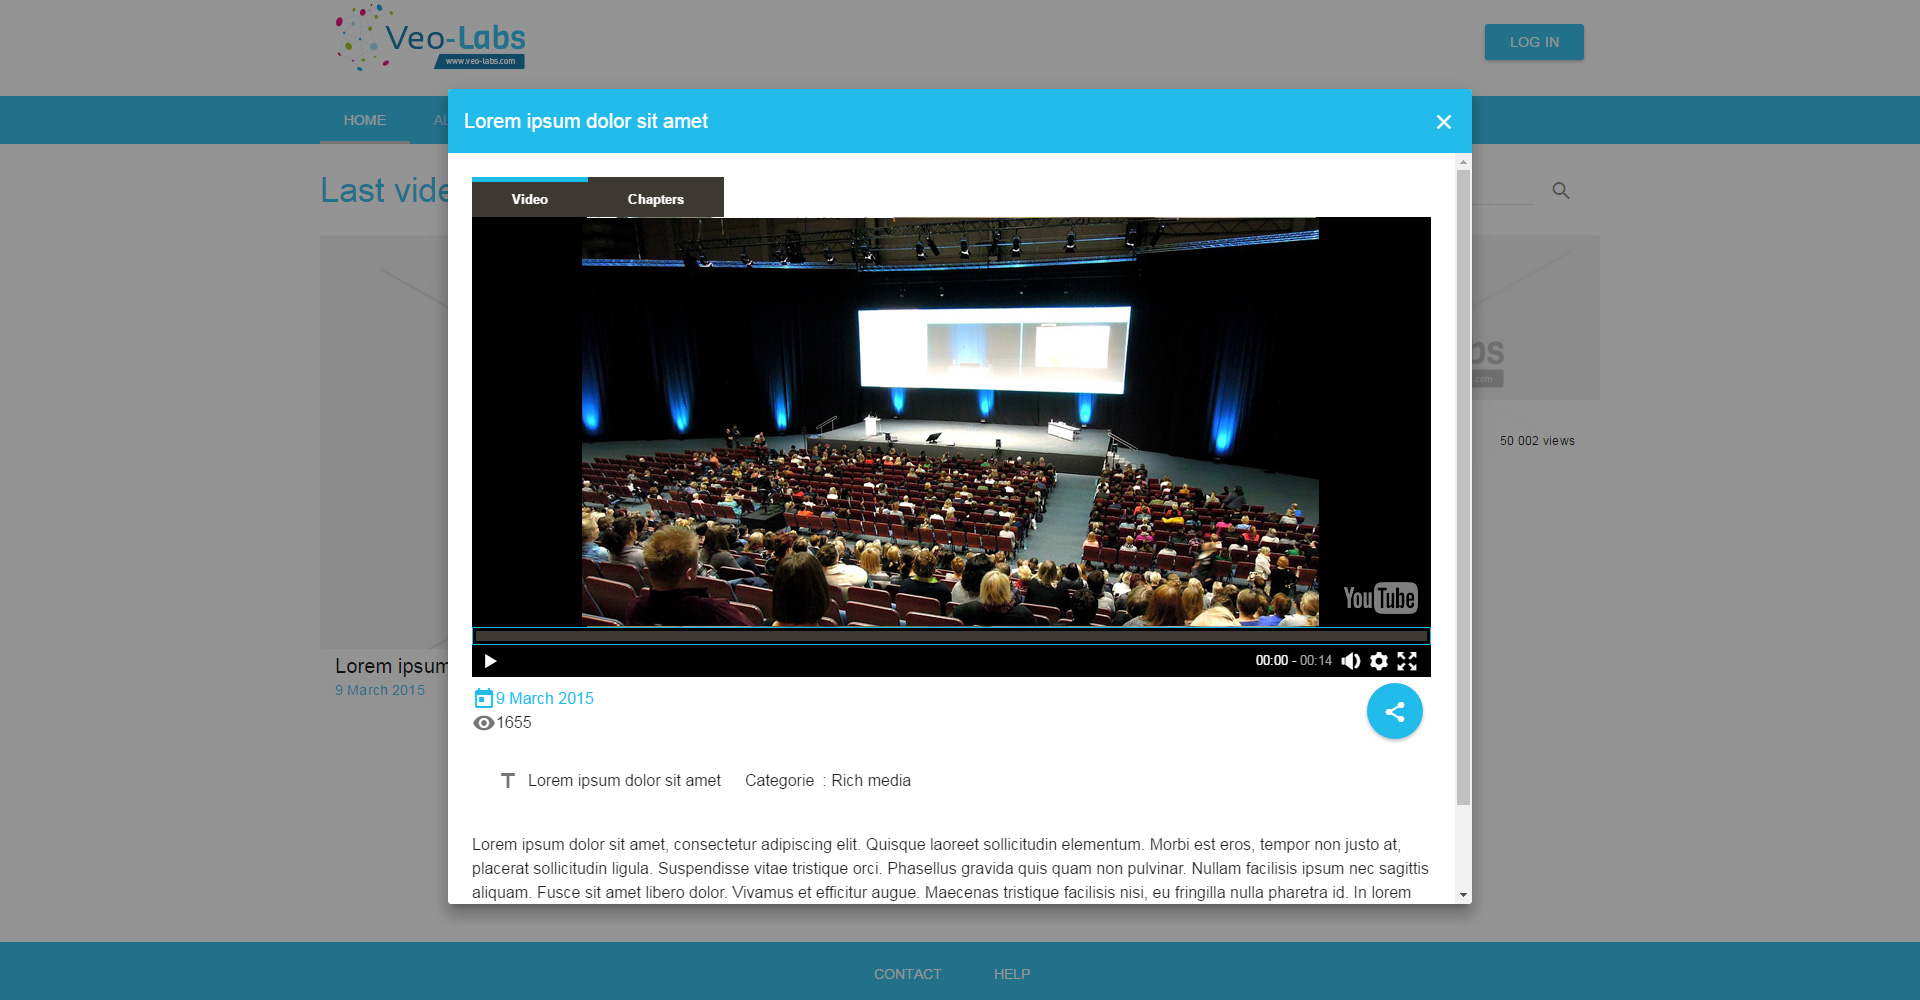 Veo-Labs
www.veo-labs.com
LOG IN
HOME
Lorem ipsum dolor sit amet
Last vide
Video
Chapters
YouTube
00:00 - 00:14
9 March 2015
1655
Lorem ipsum dolor sit amet
Categorie : Rich media
Lorem ipsum dolor sit amet, consectetur adipiscing elit. Quisque laoreet sollicitudin elementum. Morbi est eros, tempor non justo at,
placerat sollicitudin ligula. Suspendisse vitae tristique orci. Phasellus gravida quis quam non pulvinar. Nullam facilisis ipsum nec sagittis
aliquam. Fusce sit amet libero dolor. Vivamus et efficitur augue. Maecenas tristique facilisis nisi, eu fringilla nulla pharetra id. In lorem
Lorem ipsum
9 March 2015
50 002 views
CONTACT
HELP